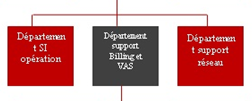 Départemen
t SI
opération
Département
support
Billing et
VAS
Départemen
t support
réseau